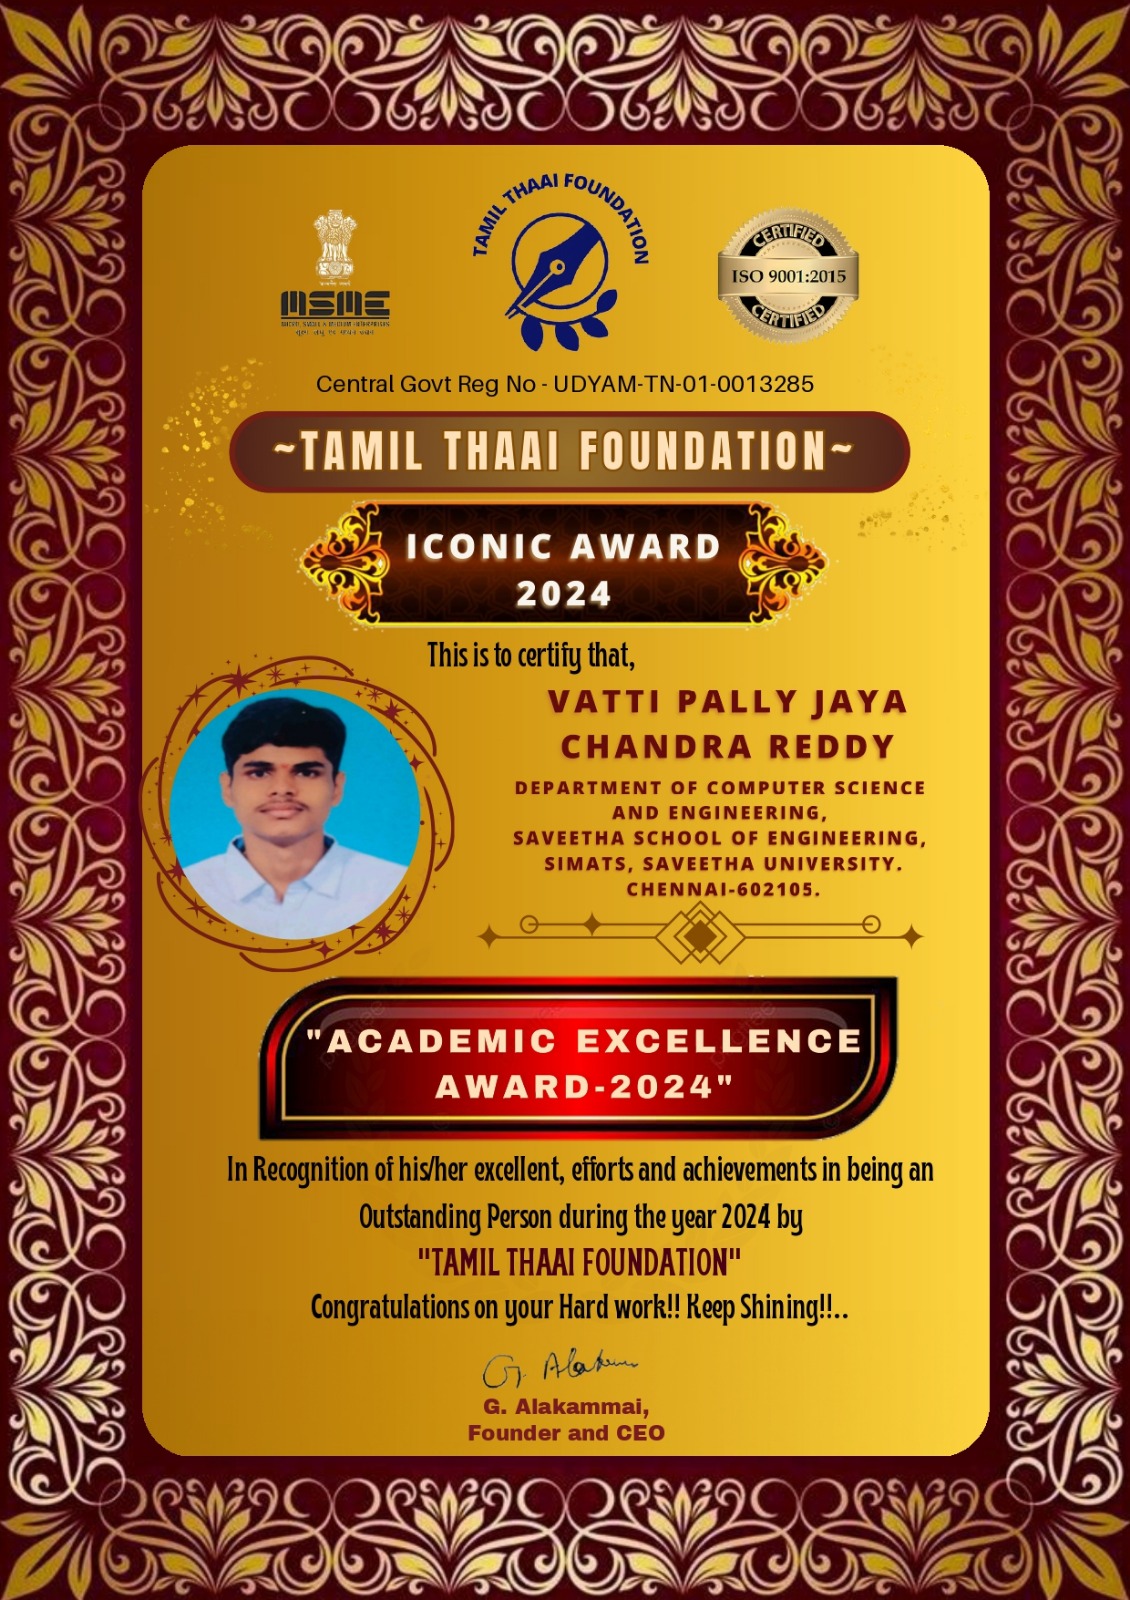 TAMIL THAAI FOUNDATION
MSME
MICRO, SMALL & MEDIUM ENTERPRISES
CERTIFIED
ISO 9001:2015
CERTIFIED
Central Govt Reg No - UDYAM-TN-01-0013285
~TAMIL THAAI FOUNDATION~
ICONIC AWARD
2024
This is to certify that,
VATTI PALLY JAYA
CHANDRA REDDY
DEPARTMENT OF COMPUTER SCIENCE
AND ENGINEERING,
SAVEETHA SCHOOL OF ENGINEERING,
SIMATS, SAVEETHA UNIVERSITY.
CHENNAI-602105.
"ACADEMIC EXCELLENCE
AWARD-2024"
In Recognition of his/her excellent, efforts and achievements in being an
Outstanding Person during the year 2024 by
"TAMIL THAAI FOUNDATION"
Congratulations on your Hard work!! Keep Shining!!..
G. Alakammai,
Founder and CEO